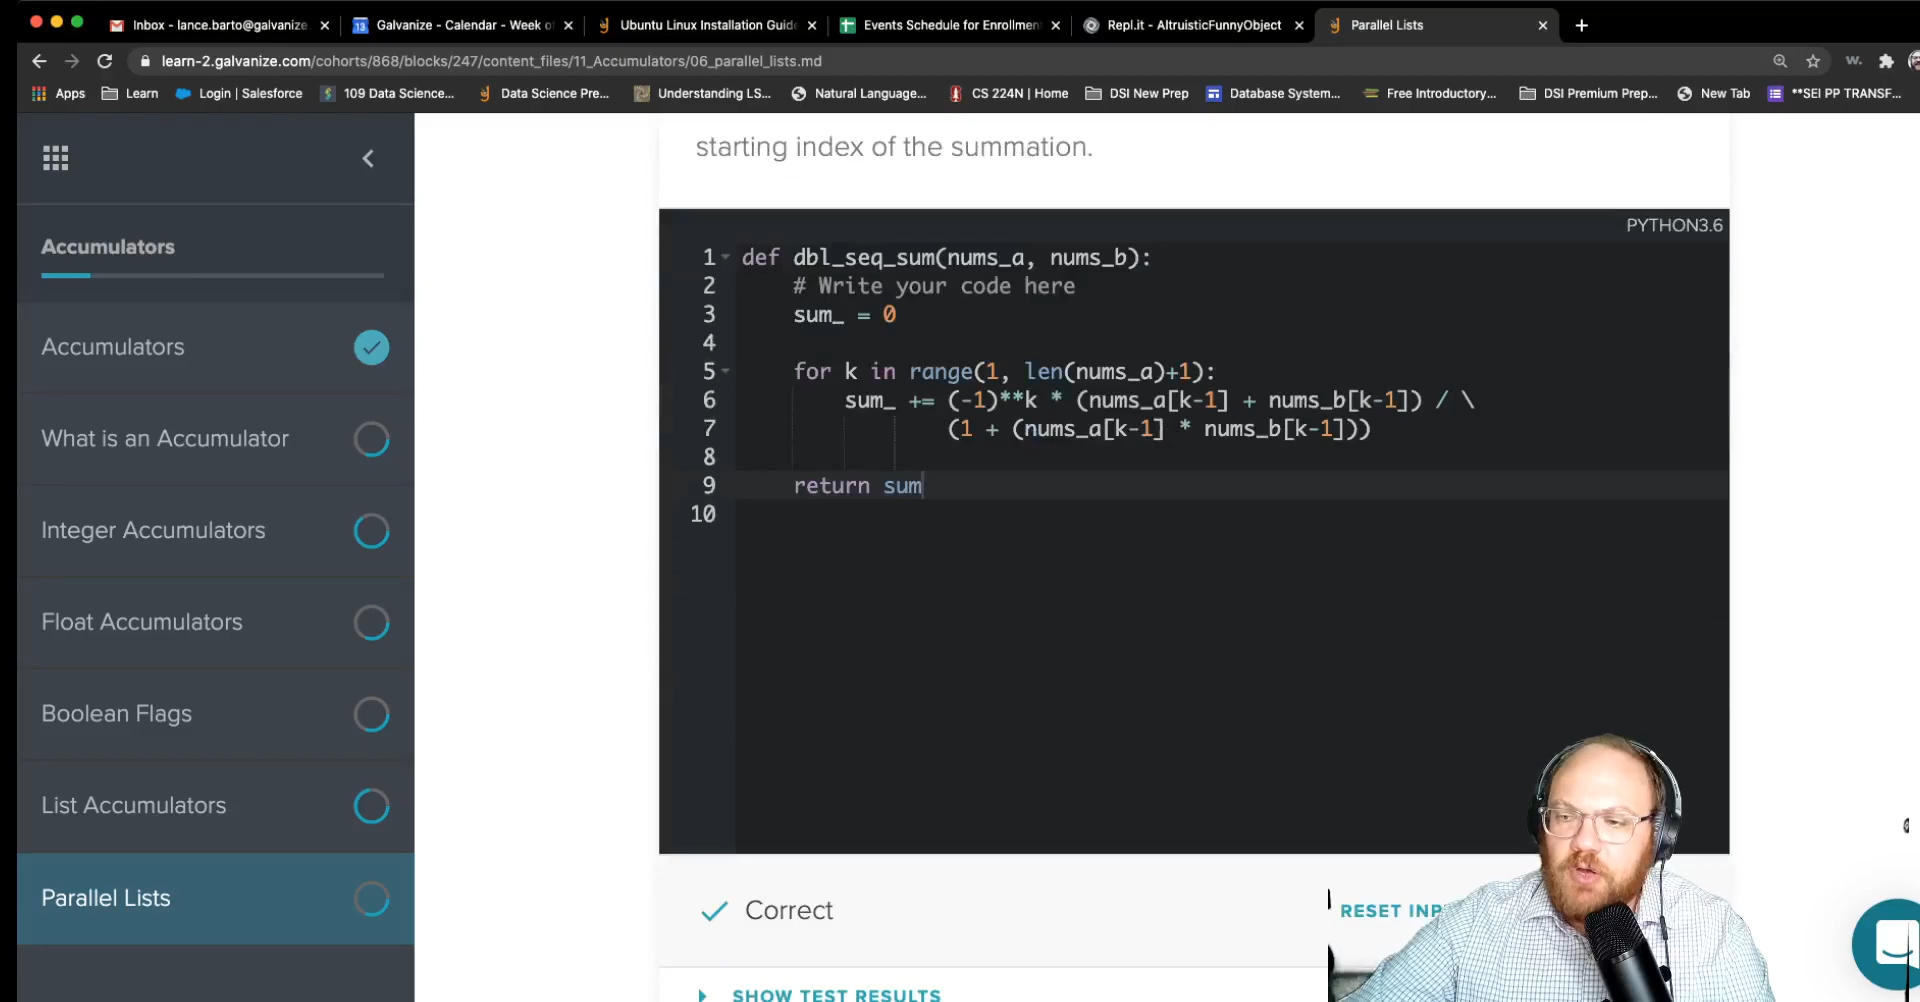 Inbox - lance.barto@galvanize.
Galvanize - Calendar - Week of
Ubuntu Linux Installation Guide
Events Schedule for Enrollmen
Repl.it - AltruisticFunnyObject
Parallel Lists
learn-2.galvanize.com/cohorts/868/blocks/247/content_files/11_Accumulators/06_parallel_lists.md
Apps
Learn
Login | Salesforce
109 Data Science...
Data Science Pre...
Understanding LS...
Natural Language...
CS 224N | Home
DSI New Prep
Database System...
Free Introductory...
DSI Premium Prep...
New Tab
**SEI PP TRANSF...
starting index of the summation.
Accumulators
Accumulators
What is an Accumulator
Integer Accumulators
Float Accumulators
Boolean Flags
List Accumulators
Parallel Lists
PYTHON3.6
1 def dbl_seq_sum(nums_a, nums_b):
2 # Write your code here
3 sum_ = 0
4
5 for k in range(1, len(nums_a)+1):
6 sum_ += (-1)**k * (nums_a[k-1] + nums_b[k-1]) / \
7 (1 + (nums_a[k-1] * nums_b[k-1]))
8
9 return sum
10
Correct
RESET INP
SHOW TEST RESULTS